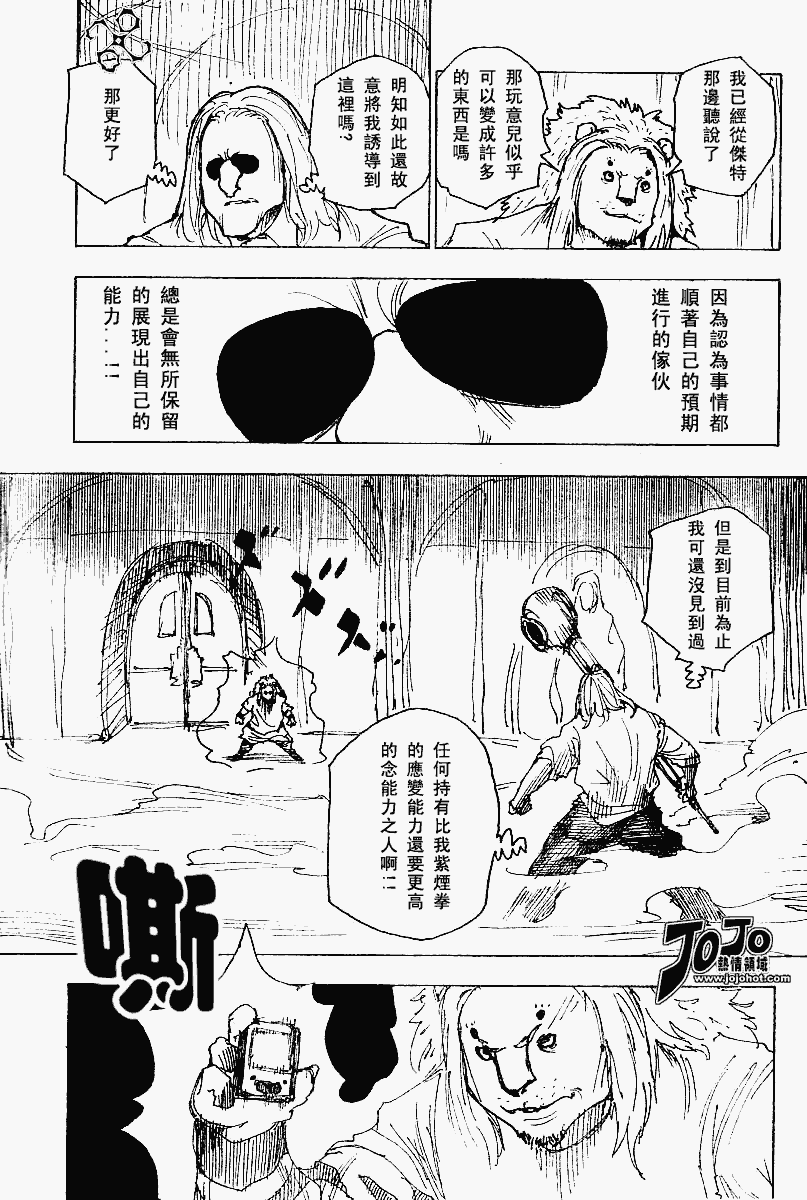 我已經從傑特
那邊聽說了
那玩意兒似乎
可以變成許多
的東西是嗎
明知如此還故
意將我誘導到
這裡嗎?
那更好了
因為認為事情都
順著自己的預期
進行的傢伙
總是會無所保留
的展現出自己的
能力...!!
但是到目前為止
我可還沒見到過
ズズズズ
任何持有比我紫煙拳
的應變能力還要更高
的念能力之人啊!!
嘶
JOJO
熱情領域
www.jojohot.com